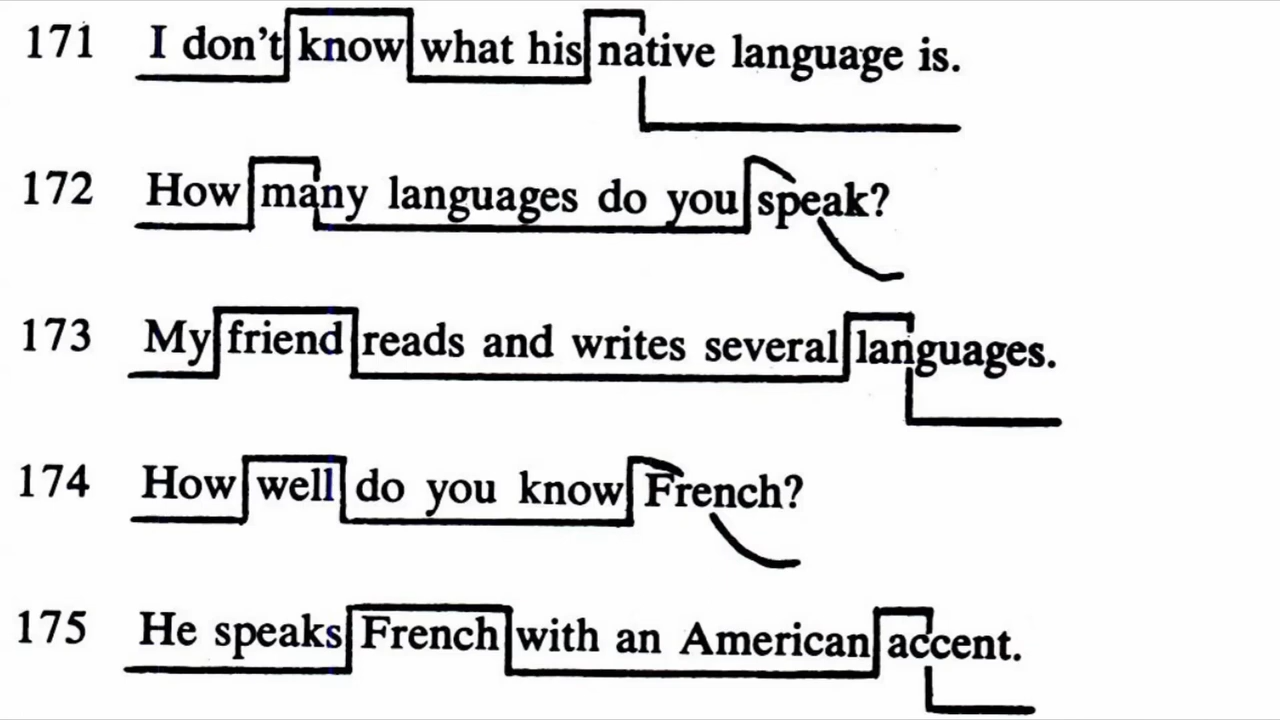 171 I don't know what his native language is.
172 How many languages do you speak?
173 My friend reads and writes several languages.
174 How well do you know French?
175 He speaks French with an American accent.